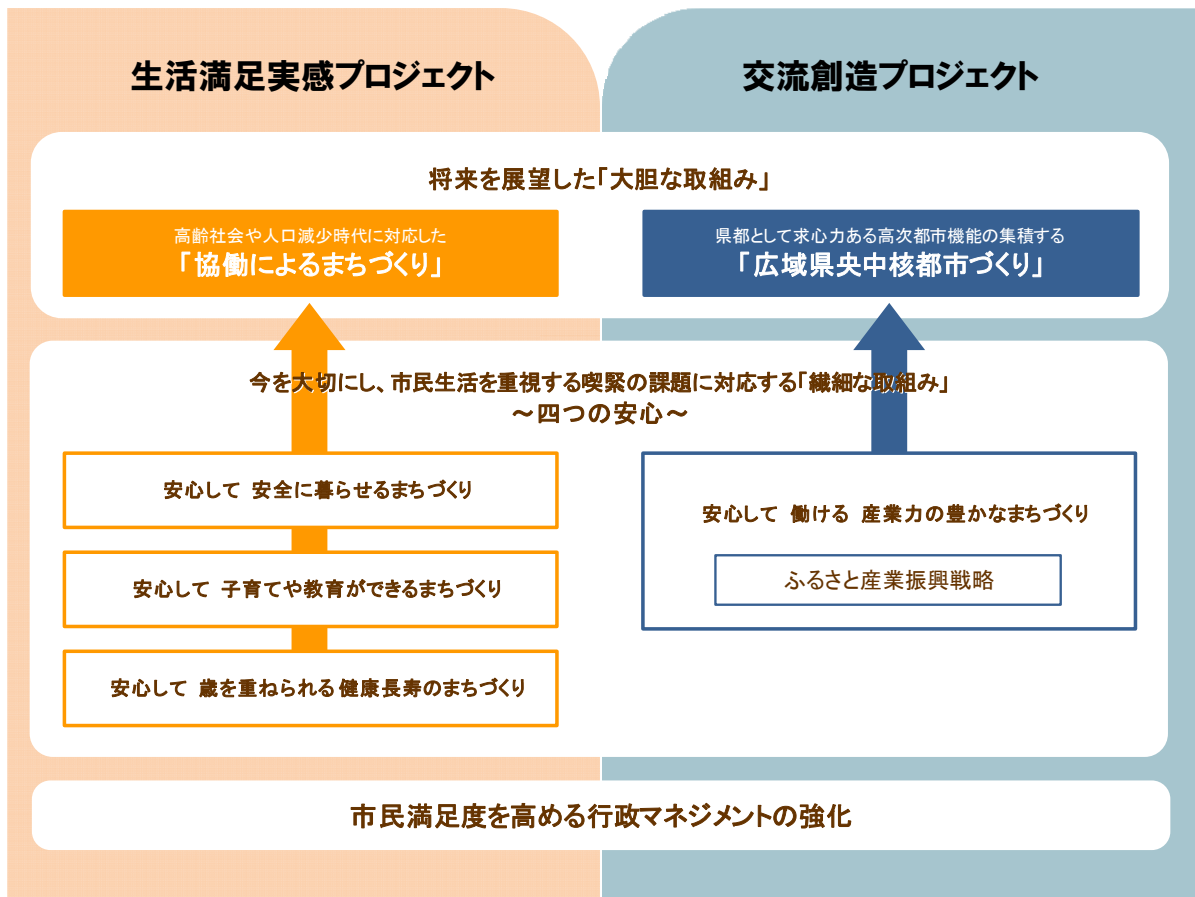 生活満足実感プロジェクト
交流創造プロジェクト
将来を展望した「大胆な取組み」
高齢社会や人口減少時代に対応した
「協働によるまちづくり」
県都として求心力ある高次都市機能の集積する
「広域県央中核都市づくり」
今を大切にし、市民生活を重視する喫緊の課題に対応する「繊細な取組み」
～四つの安心～
安心して 安全に暮らせるまちづくり
安心して 子育てや教育ができるまちづくり
安心して 歳を重ねられる 健康長寿のまちづくり
安心して 働ける 産業力の豊かなまちづくり
ふるさと産業振興戦略
市民満足度を高める行政マネジメントの強化